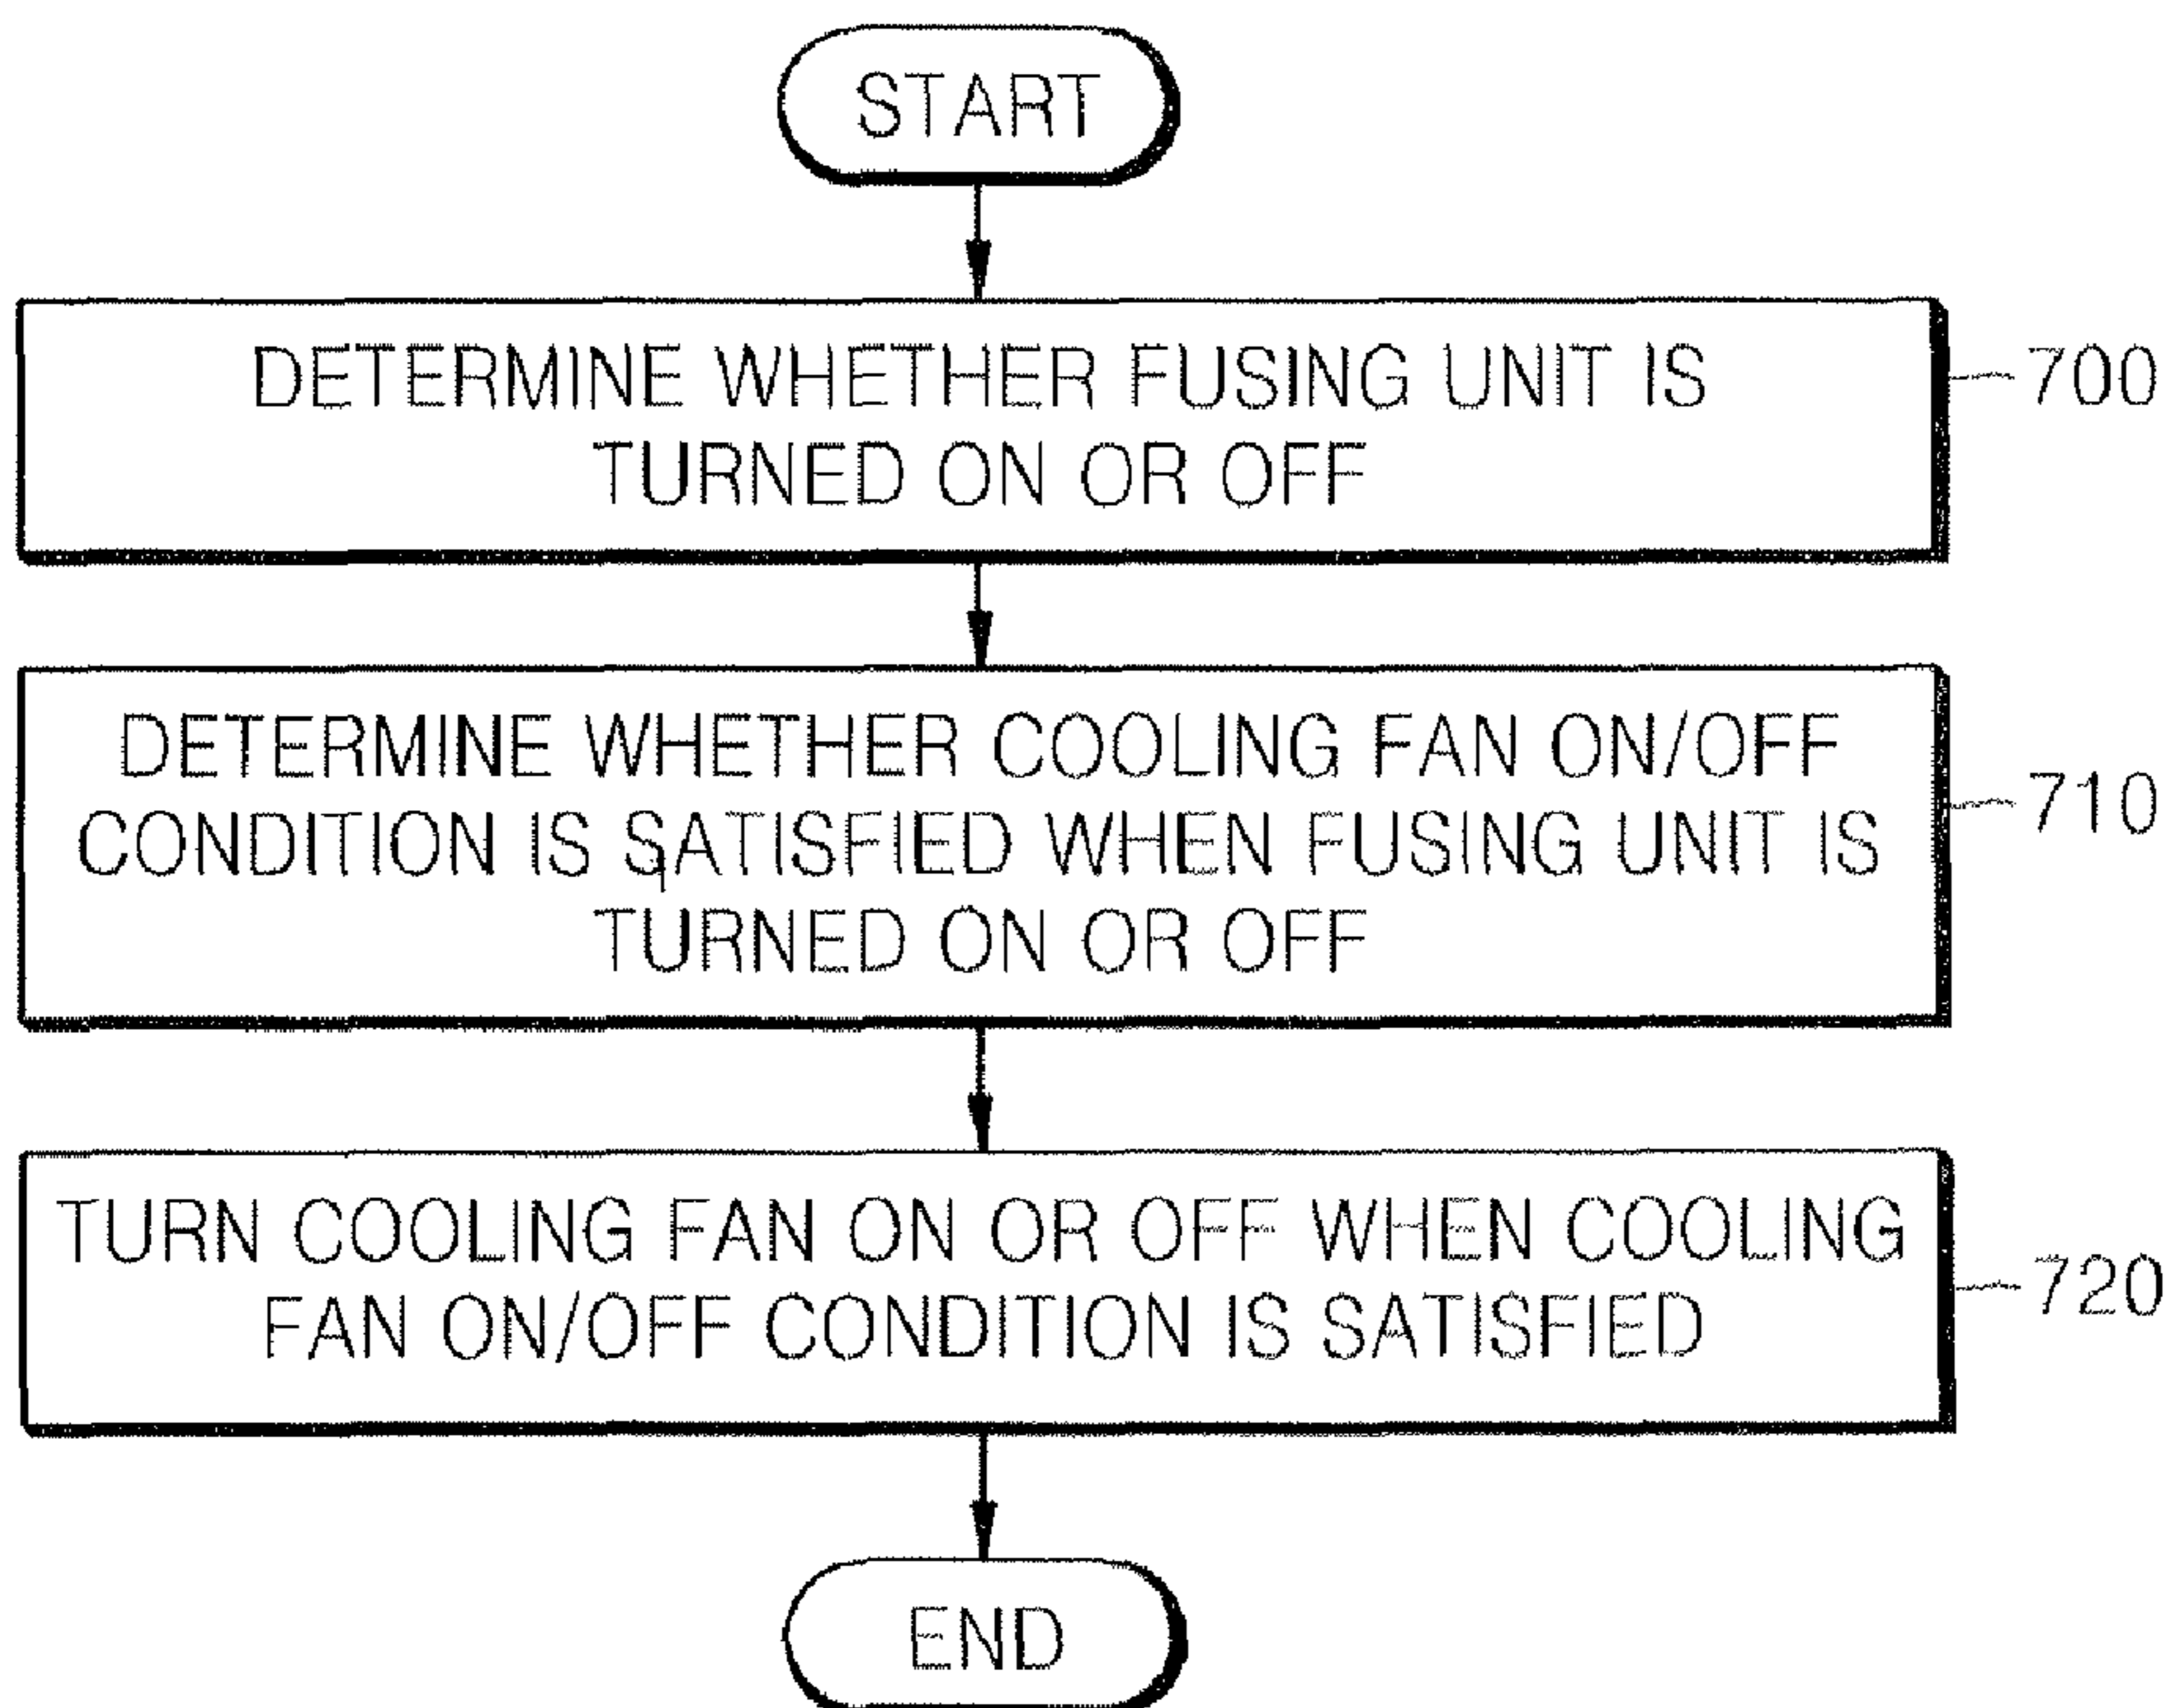 START
DETERMINE WHETHER FUSING UNIT IS
TURNED ON OR OFF
700
DETERMINE WHETHER COOLING FAN ON/OFF
CONDITION IS SATISFIED WHEN FUSING UNIT IS
TURNED ON OR OFF
710
TURN COOLING FAN ON OR OFF WHEN COOLING
FAN ON/OFF CONDITION IS SATISFIED
720
END